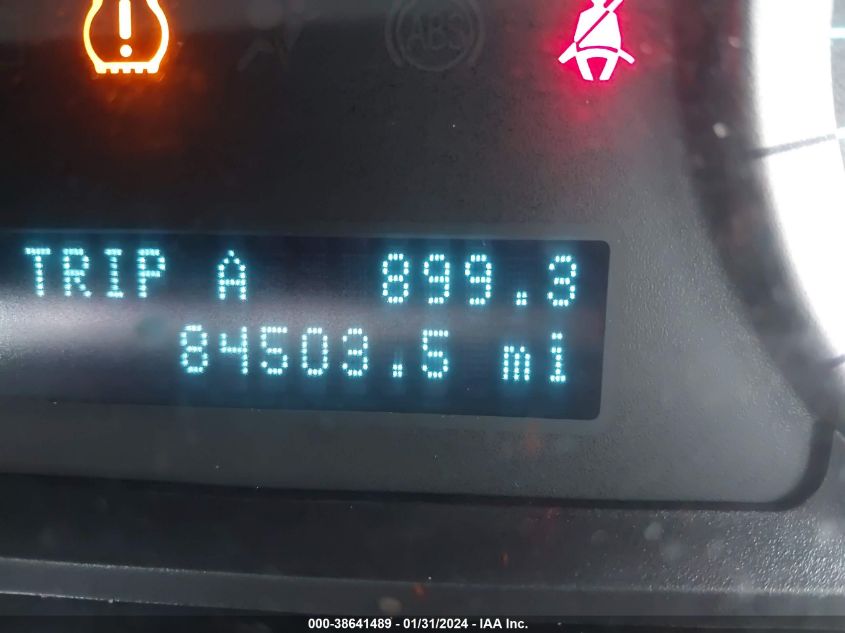 ABS
TRIP A 899.3
84503.5 mi
000-38641489 - 01/31/2024 - IAA Inc.